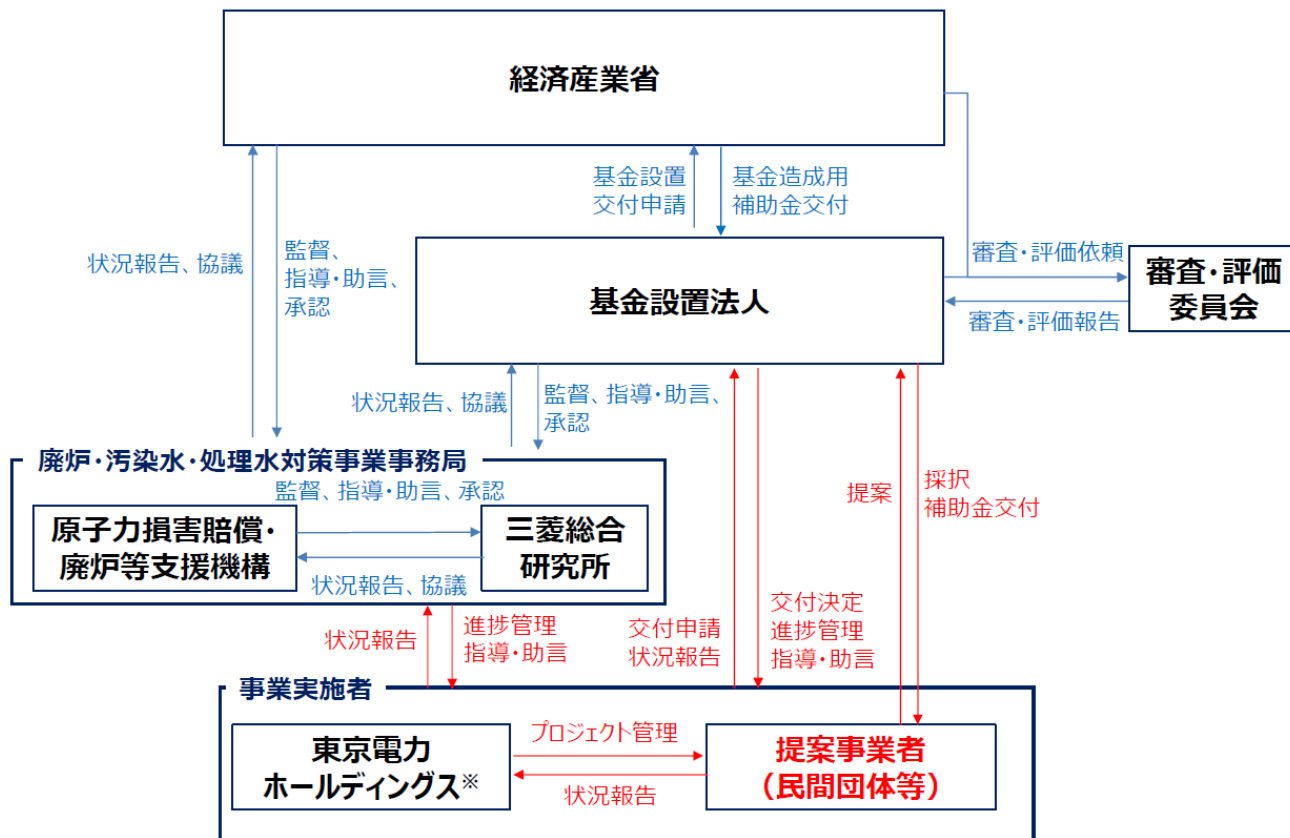 経済産業省
基金設置
交付申請
基金造成用
補助金交付
状況報告、協議
監督、
指導・助言、
承認
基金設置法人
審査・評価依頼
審査・評価報告
審査・評価
委員会
状況報告、協議
監督、指導・助言、
承認
廃炉・汚染水・処理水対策事業事務局
監督、指導・助言、承認
原子力損害賠償・
廃炉等支援機構
三菱総合
研究所
状況報告、協議
提案
採択
補助金交付
状況報告
進捗管理
指導・助言
交付申請
状況報告
交付決定
進捗管理
指導・助言
事業実施者
東京電力
ホールディングス※
プロジェクト管理
状況報告
提案事業者
（民間団体等）